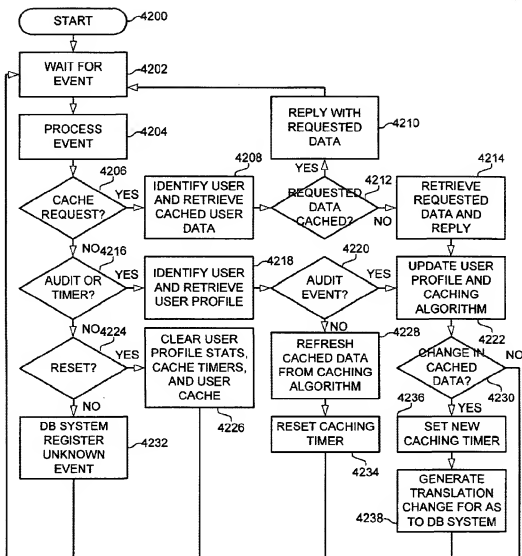 START
4200
WAIT FOR
EVENT
4202
PROCESS
EVENT
4204
REPLY WITH
REQUESTED
DATA
4210
CACHE
REQUEST?
4206
YES
NO
IDENTIFY USER
AND RETRIEVE
CACHED USER
DATA
4208
REQUESTED
DATA
CACHED?
4212
YES
NO
RETRIEVE
REQUESTED
DATA AND
REPLY
4214
AUDIT OR
TIMER?
4216
YES
NO
IDENTIFY USER
AND RETRIEVE
USER PROFILE
4218
AUDIT
EVENT?
4220
YES
NO
UPDATE USER
PROFILE AND
CACHING
ALGORITHM
4222
RESET?
4224
YES
NO
CLEAR USER
PROFILE STATS,
CACHE TIMERS,
AND USER
CACHE
4226
REFRESH
CACHED DATA
FROM CACHING
ALGORITHM
4228
CHANGE IN
CACHED
DATA?
4230
NO
YES
DB SYSTEM
REGISTER
UNKNOWN
EVENT
4232
RESET CACHING
TIMER
4234
SET NEW
CACHING TIMER
4236
GENERATE
TRANSLATION
CHANGE FOR AS
TO DB SYSTEM
4238